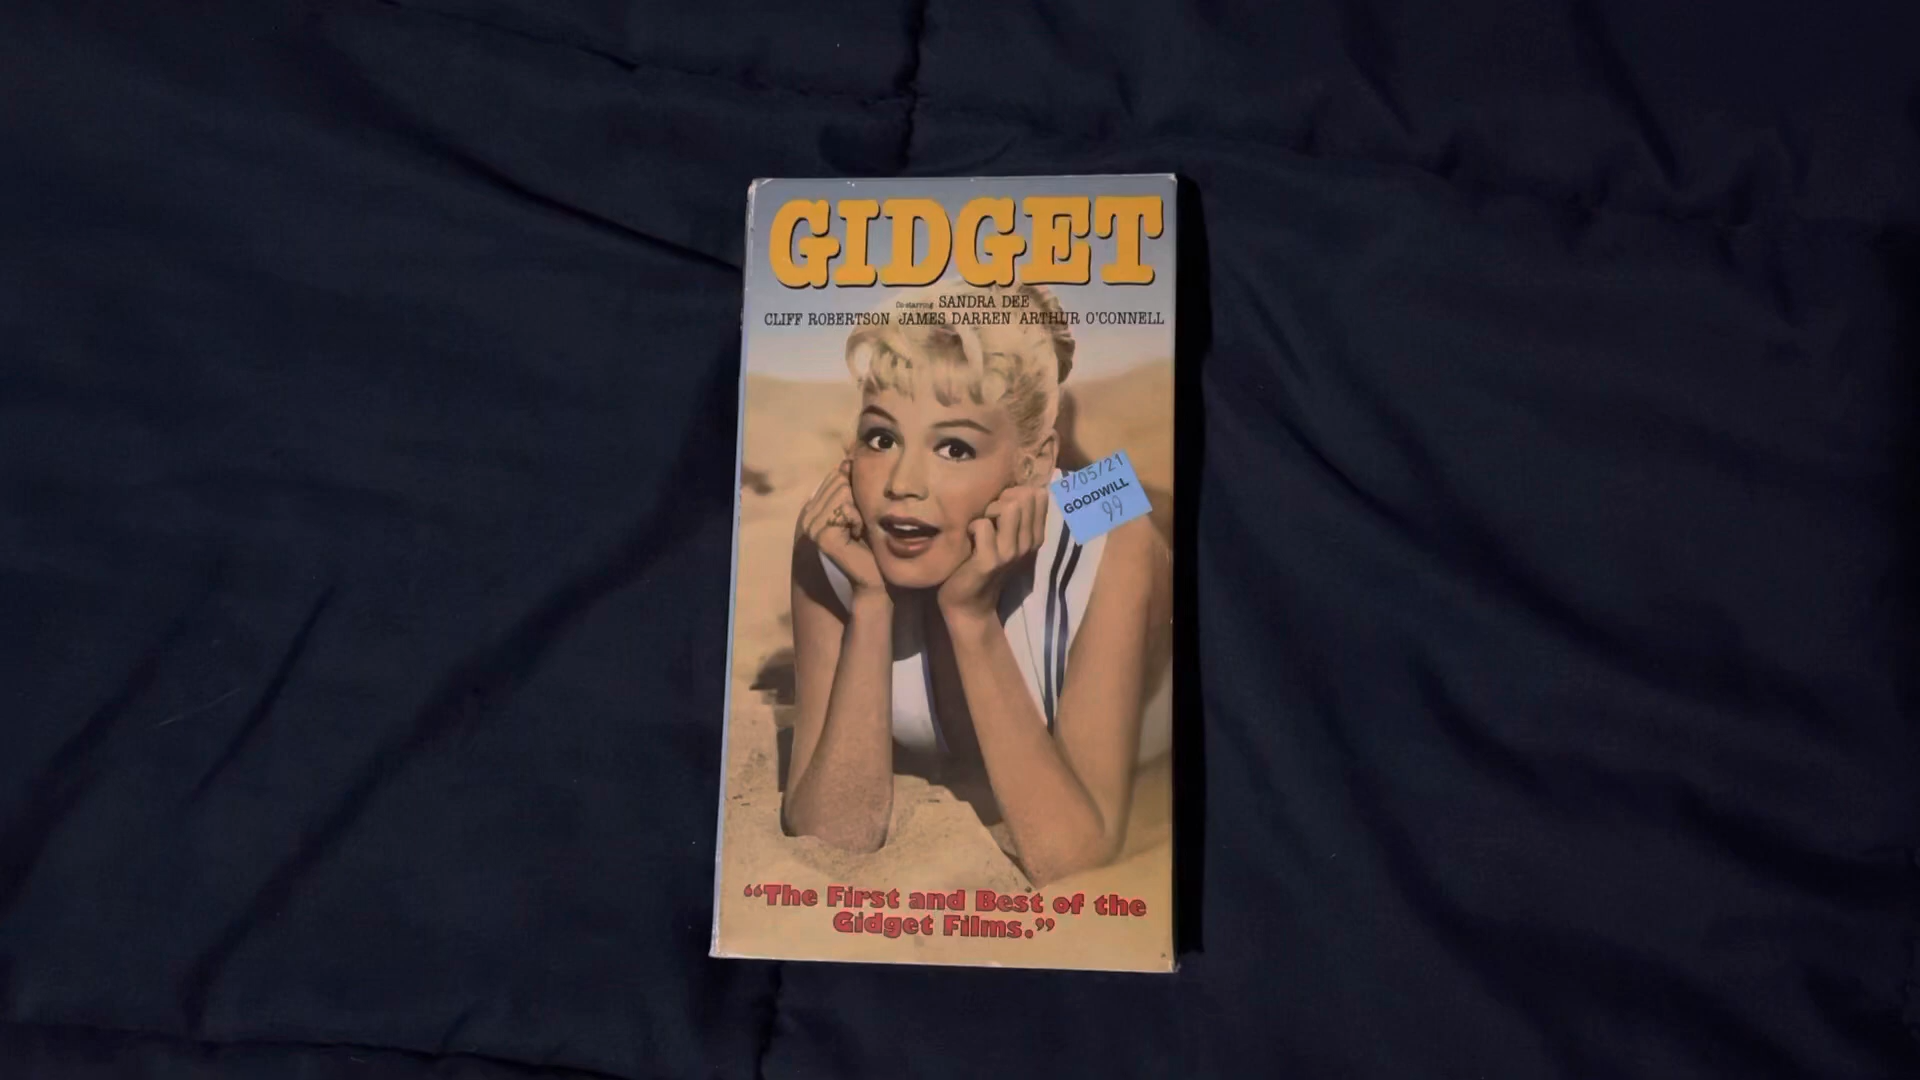 GIDGET
Co-starring SANDRA DEE
CLIFF ROBERTSON JAMES DARREN ARTHUR O'CONNELL
9/05/21
GOODWILL
99
“The First and Best of the
Gidget Films.”